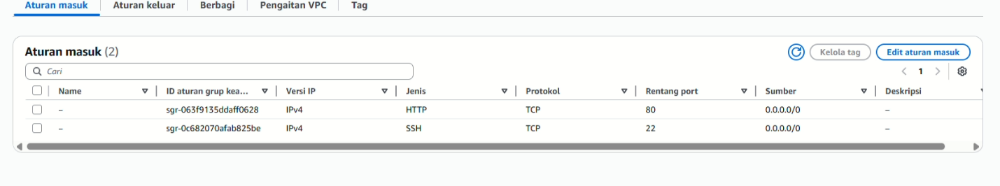 Aturan masuk Aturan keluar Berbagi Pengaitan VPC Tag
Aturan masuk (2) Kelola tag Edit aturan masuk
Cari 1
Name ID aturan grup kea... Versi IP Jenis Protokol Rentang port Sumber Deskripsi
– sgr-063f9135ddaff0628 IPv4 HTTP TCP 80 0.0.0.0/0 –
– sgr-0c682070afab825be IPv4 SSH TCP 22 0.0.0.0/0 –